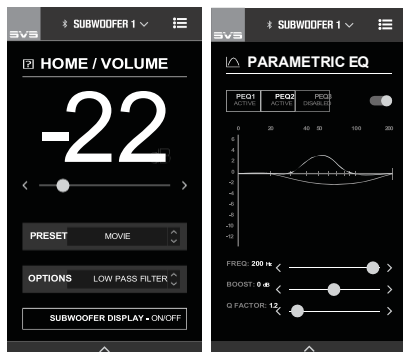 SVS
SUBWOOFER 1
HOME / VOLUME
-22
dB
PRESET MOVIE
OPTIONS LOW PASS FILTER
SUBWOOFER DISPLAY - ON/OFF
SVS
SUBWOOFER 1
PARAMETRIC EQ
PEQ1 PEQ2 PEQ3
ACTIVE ACTIVE DISABLED
0 20 40 50 100 200
6
4
2
0
-2
-4
-6
-8
-10
-12
FREQ: 200 Hz
BOOST: 0 dB
Q FACTOR: 1.2